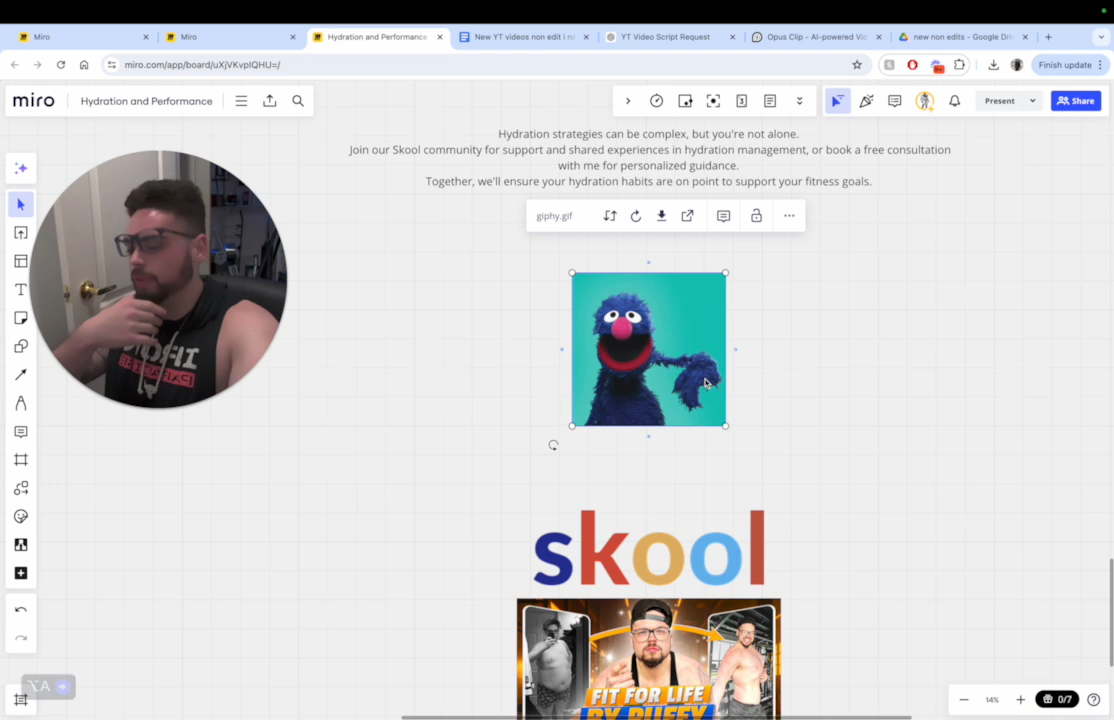 Miro
Miro
Hydration and Performance
New YT videos non edit i n
YT Video Script Request
Opus Clip - AI-powered Vid
new non edits - Google Dri
miro.com/app/board/uXjVKvpIQHU=/
Finish update
miro
Hydration and Performance
Present
Share
Hydration strategies can be complex, but you're not alone.
Join our Skool community for support and shared experiences in hydration management, or book a free consultation
with me for personalized guidance.
Together, we'll ensure your hydration habits are on point to support your fitness goals.
giphy.gif
skool
FIT FOR LIFE
BY DUFFY
14%
0/7